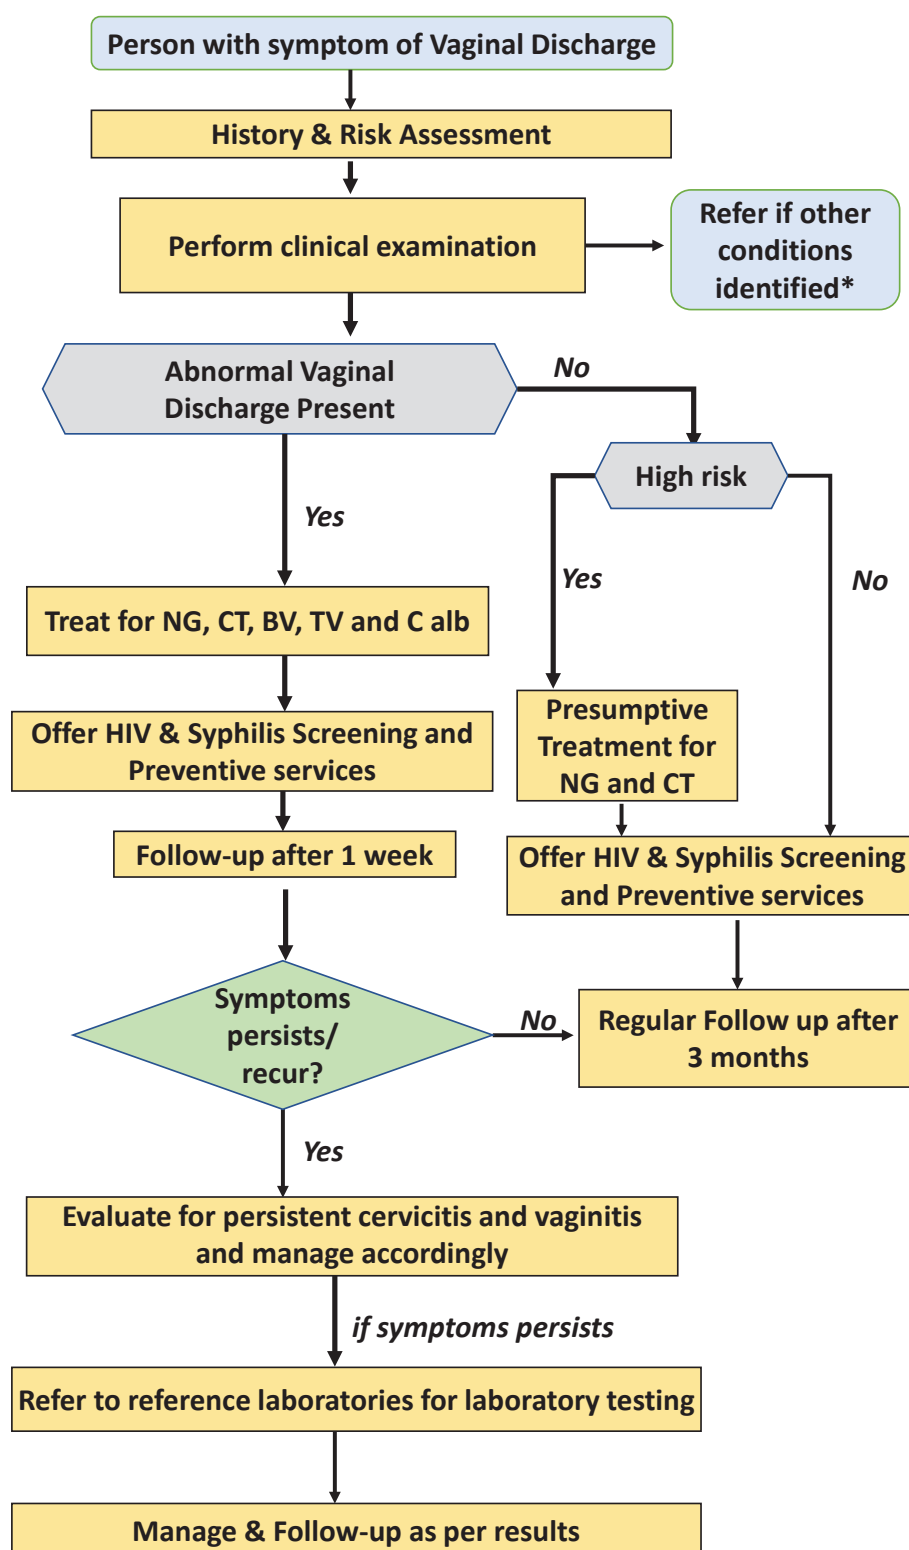 Person with symptom of Vaginal Discharge
History & Risk Assessment
Perform clinical examination
Refer if other
conditions
identified*
Abnormal Vaginal
Discharge Present
No
High risk
Yes
Yes
No
Treat for NG, CT, BV, TV and C alb
Presumptive
Treatment for
NG and CT
Offer HIV & Syphilis Screening and
Preventive services
Follow-up after 1 week
Offer HIV & Syphilis Screening
and Preventive services
Symptoms
persists/
recur?
No
Regular Follow up after
3 months
Yes
Evaluate for persistent cervicitis and vaginitis
and manage accordingly
if symptoms persists
Refer to reference laboratories for laboratory testing
Manage & Follow-up as per results